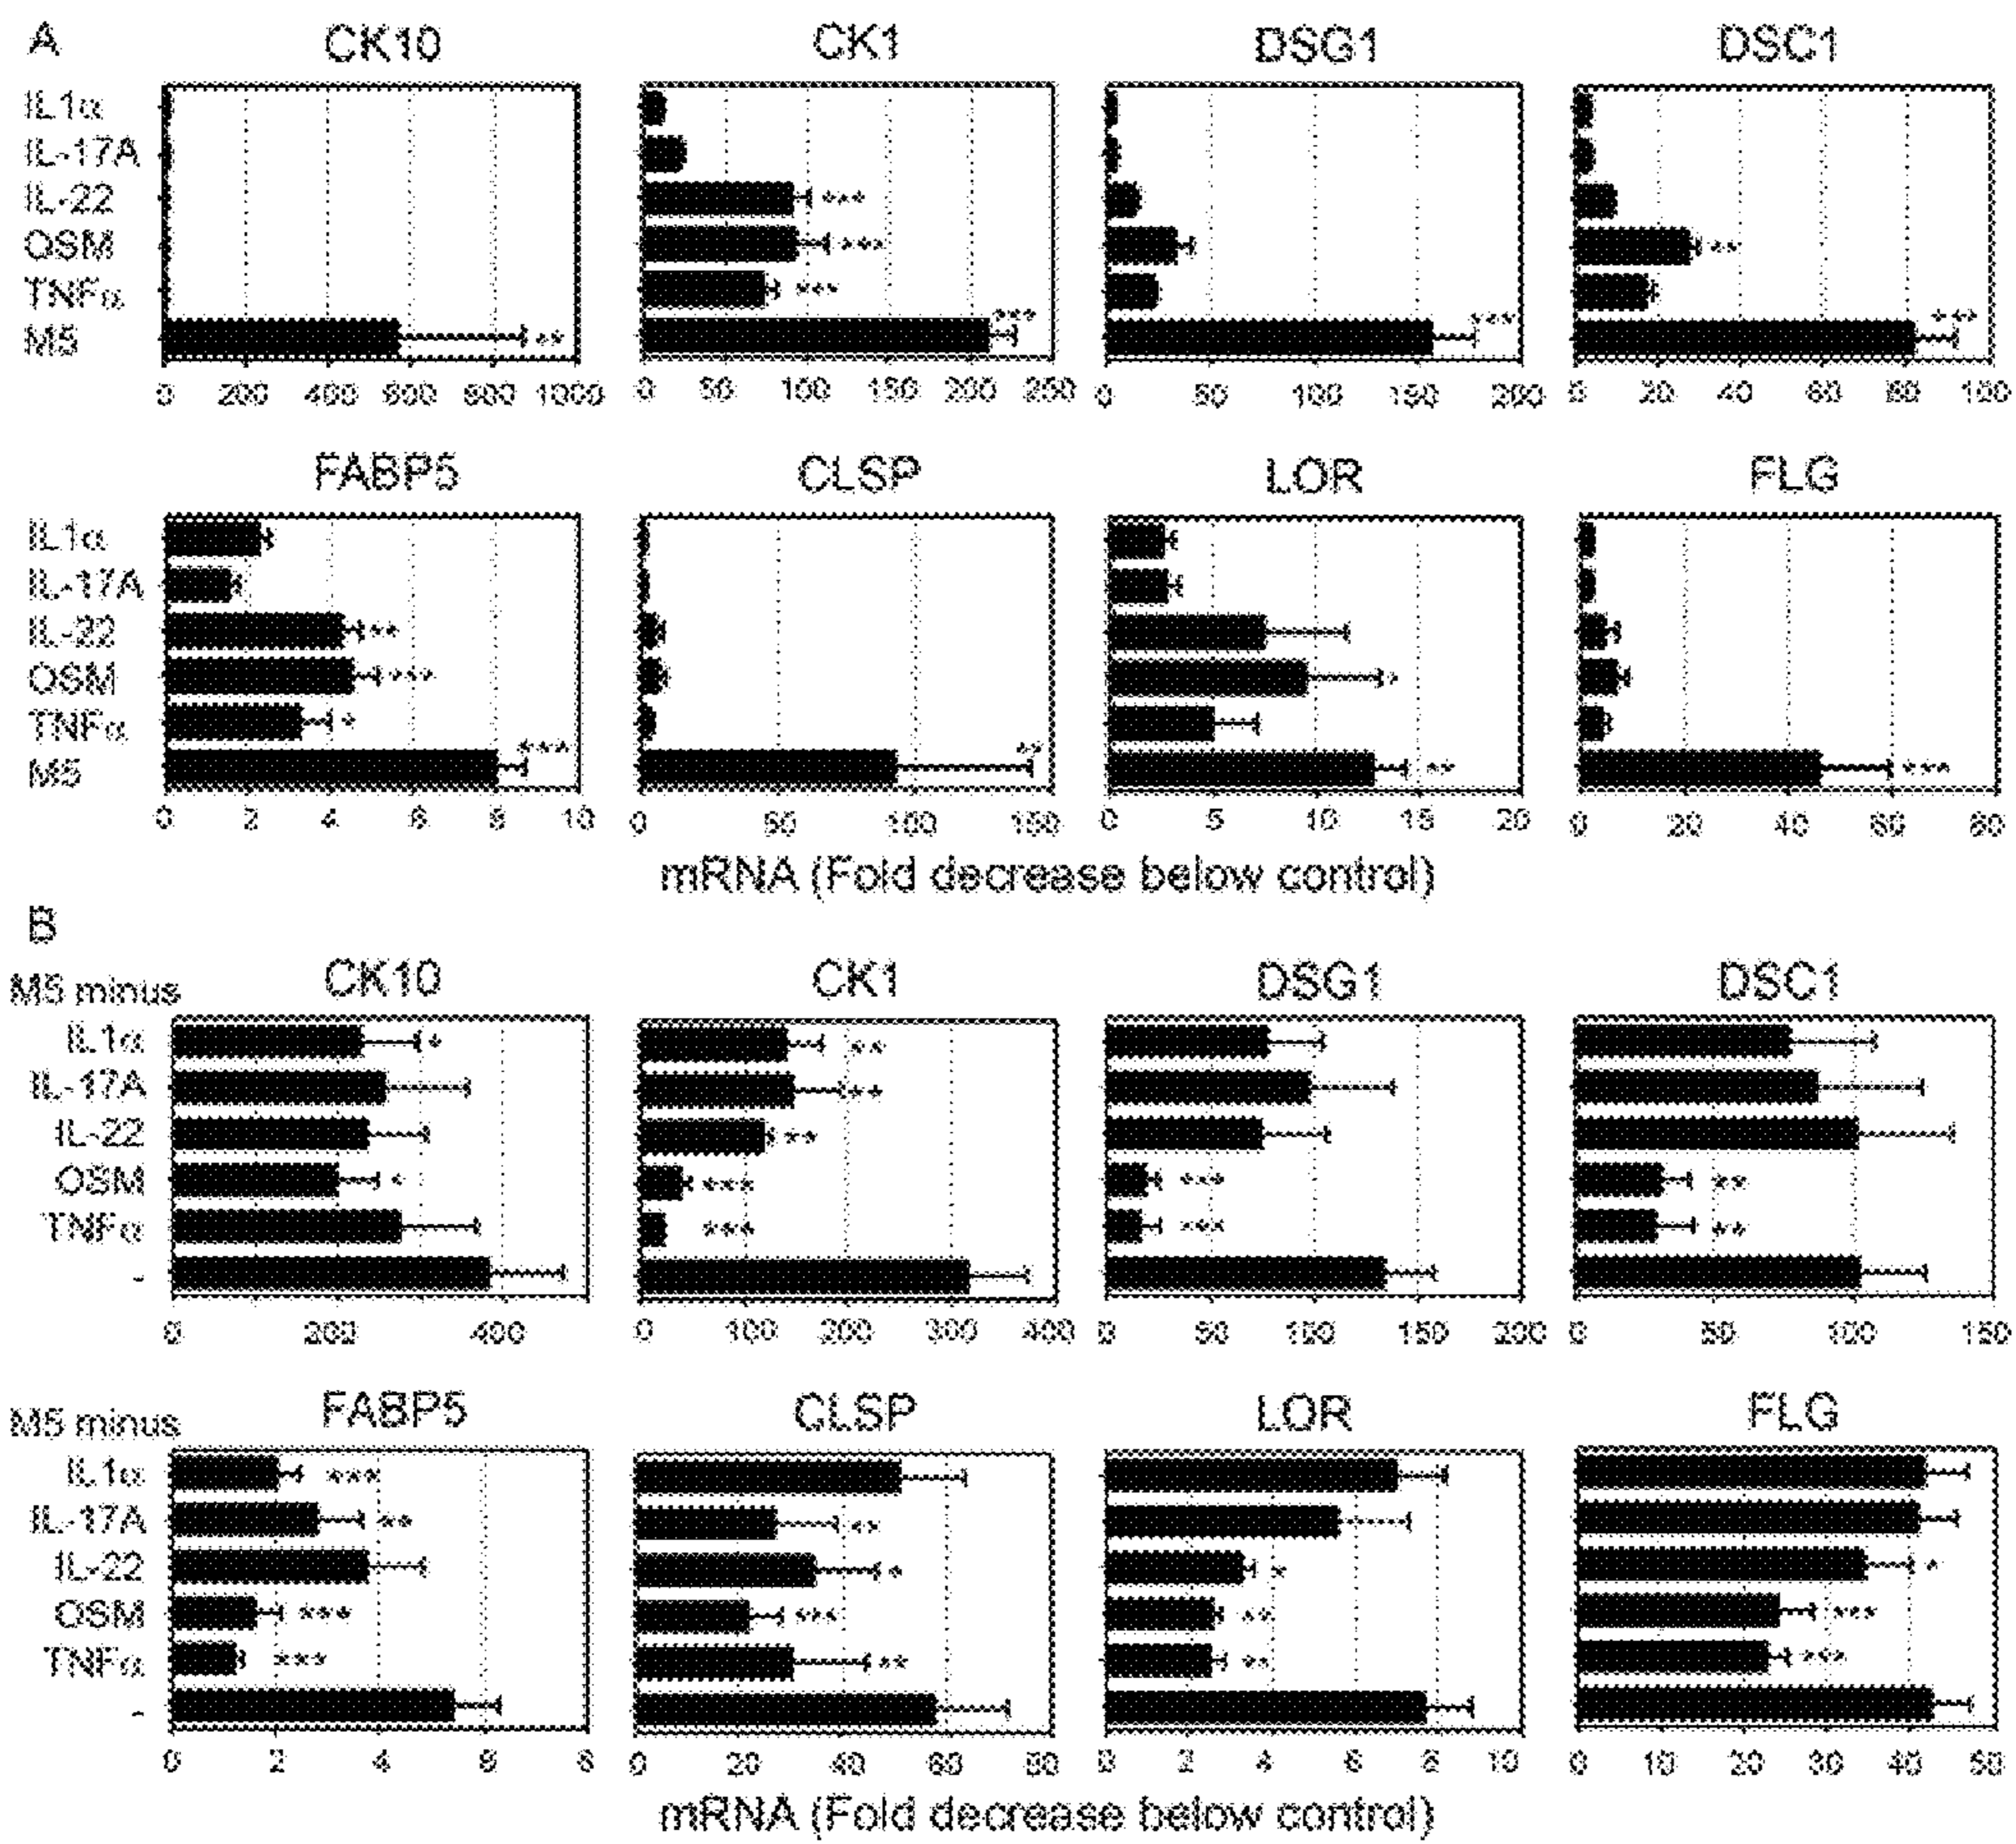 A
CK10 CK1 DSG1 DSC1
IL1α
IL-17A
IL-22
OSM
TNFα
M5
*** *** *** ** *** *** *** ** ***
0 200 400 600 800 1000 0 50 100 150 200 250 0 50 100 150 200 0 20 40 60 80 100
FABP5 CLSP LOR FLG
IL1α
IL-17A
IL-22 **
OSM *** *
TNFα *
M5 *** ** ** ***
0 2 4 6 8 10 0 50 100 150 0 5 10 15 20 0 20 40 60 80
mRNA (Fold decrease below control)
B
M5 minus CK10 CK1 DSG1 DSC1
IL1α * **
IL-17A **
IL-22 **
OSM * *** *** **
TNFα *** *** **
-
0 200 400 0 100 200 300 400 0 50 100 150 200 0 50 100 150
M5 minus FABP5 CLSP LOR FLG
IL1α ***
IL-17A ** **
IL-22 * * *
OSM *** *** ** ***
TNFα *** ** ** ***
-
0 2 4 6 8 0 20 40 60 80 0 2 4 6 8 10 0 10 20 30 40 50
mRNA (Fold decrease below control)